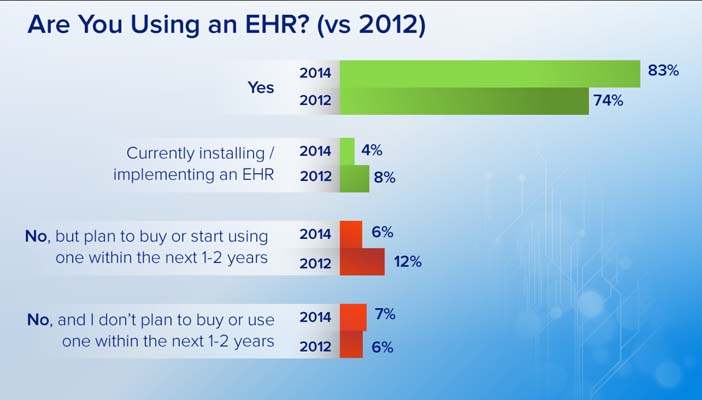 Are You Using an EHR? (vs 2012)
Yes
2014
83%
2012
74%
Currently installing /
implementing an EHR
2014
4%
2012
8%
No, but plan to buy or start using
one within the next 1-2 years
2014
6%
2012
12%
No, and I don’t plan to buy or use
one within the next 1-2 years
2014
7%
2012
6%